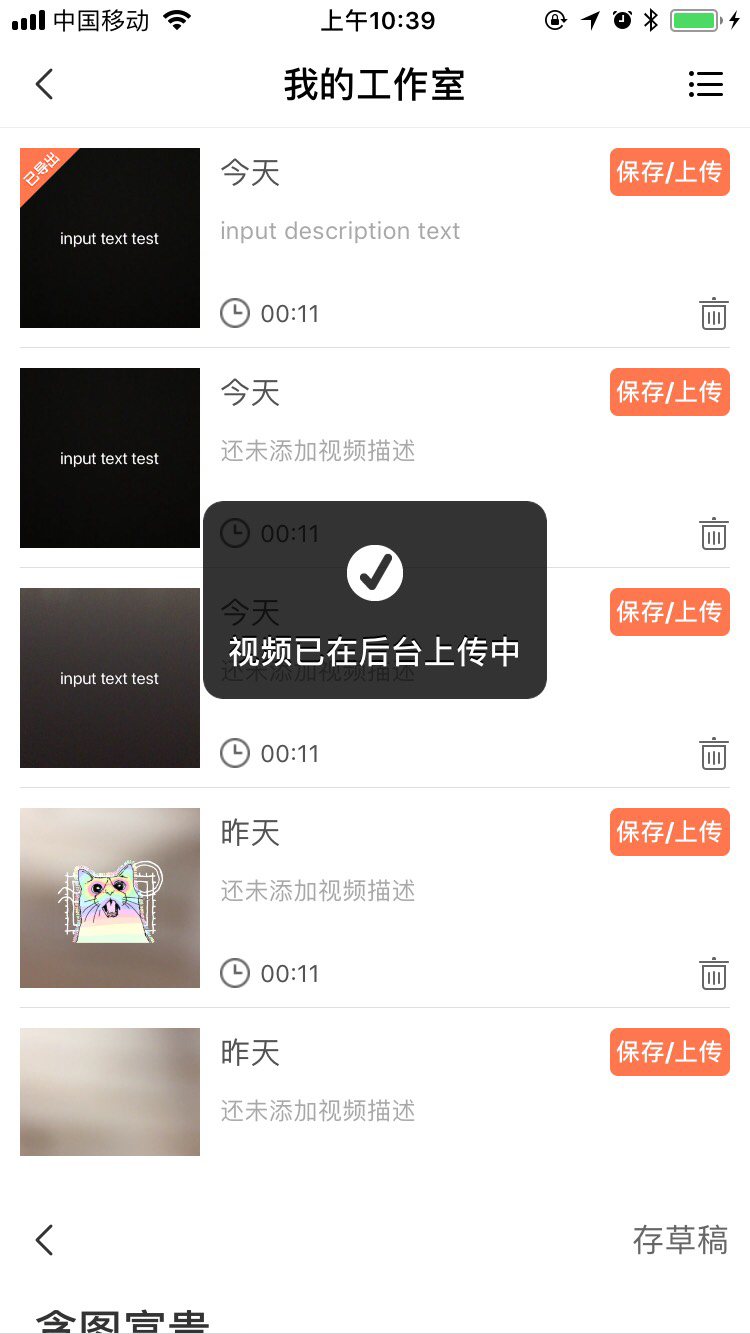 中国移动
上午10:39
我的工作室
已导出
input text test
今天
保存/上传
input description text
00:11
input text test
今天
保存/上传
还未添加视频描述
00:11
input text test
今天
保存/上传
视频已在后台上传中
还未添加视频描述
00:11
昨天
保存/上传
还未添加视频描述
00:11
昨天
保存/上传
还未添加视频描述
存草稿